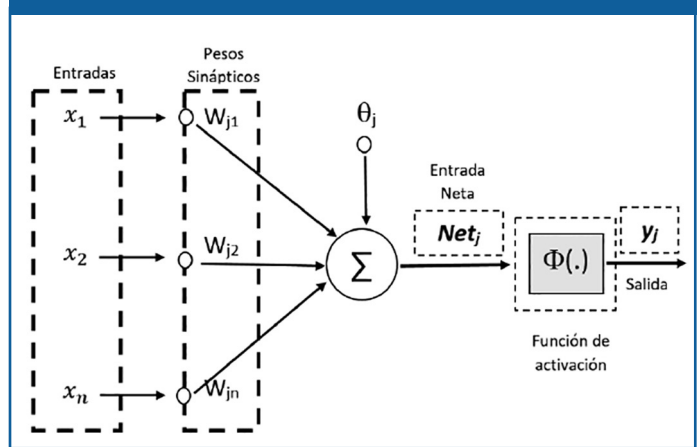 Pesos
Sinápticos
Entradas
x₁
Wj1
θj
Entrada
Neta
Netj
yj
x₂
Wj2
Σ
Φ(.)
Salida
Función de
activación
xₙ
Wjn